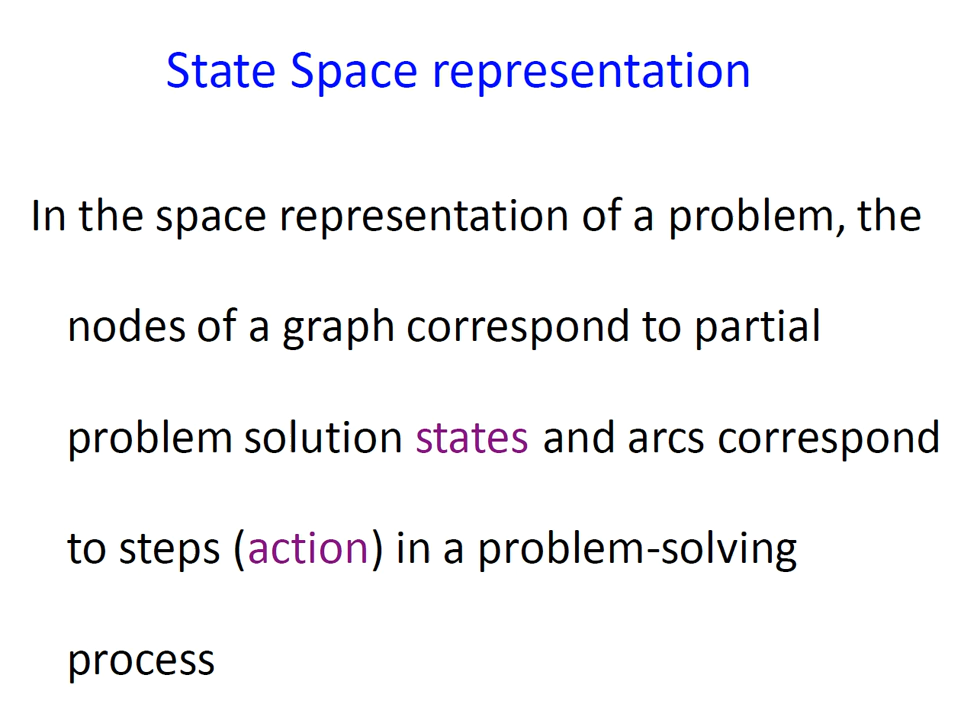 State Space representation
In the space representation of a problem, the
nodes of a graph correspond to partial
problem solution states and arcs correspond
to steps (action) in a problem-solving
process